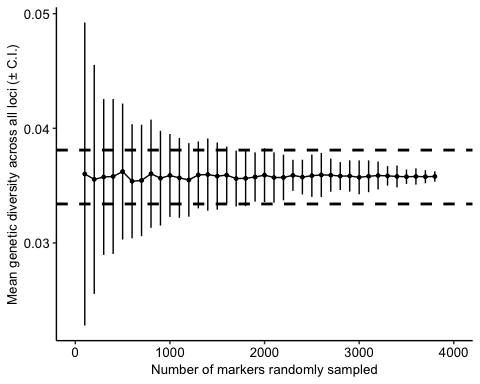 Mean genetic diversity across all loci (± C.I.)
0.05
0.04
0.03
0 1000 2000 3000 4000
Number of markers randomly sampled